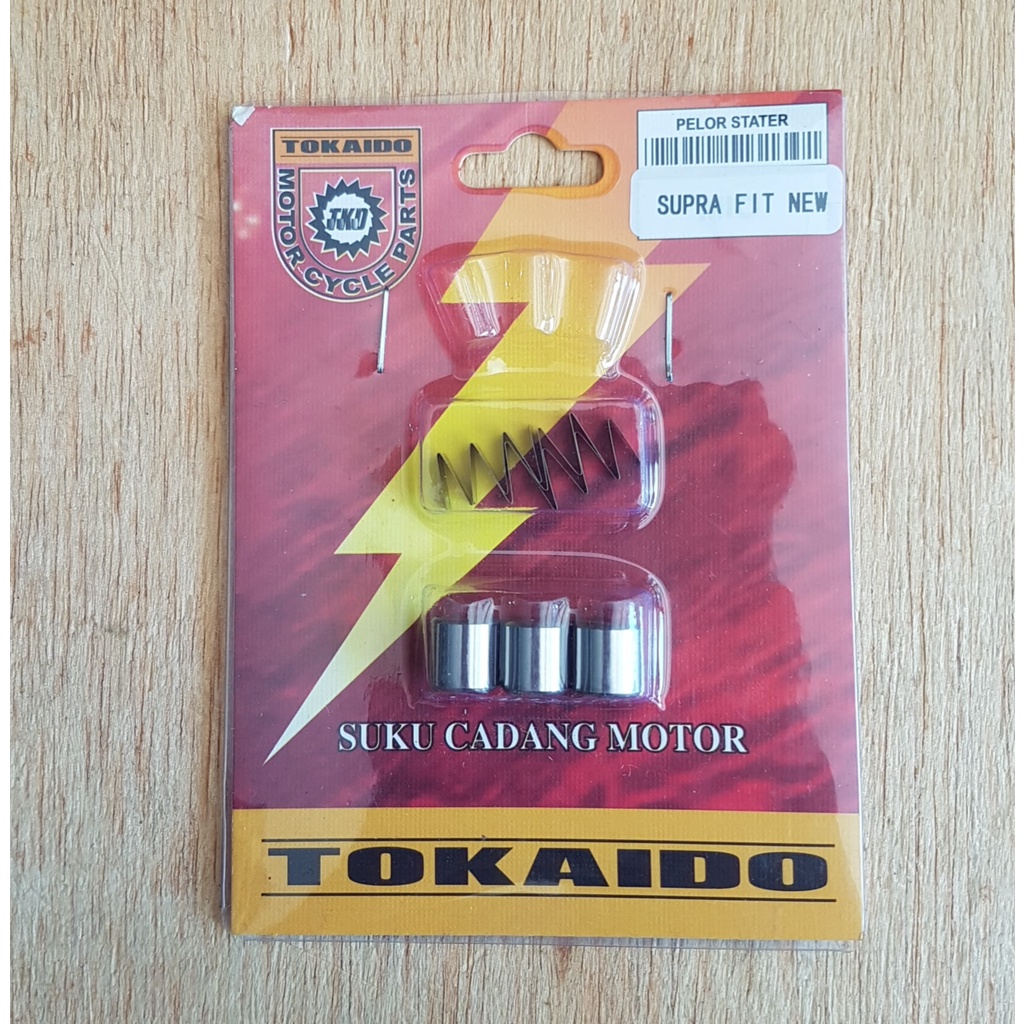 TOKAIDO
MOTOR CYCLE PARTS
TKD
PELOR STATER
SUPRA FIT NEW
SUKU CADANG MOTOR
TOKAIDO